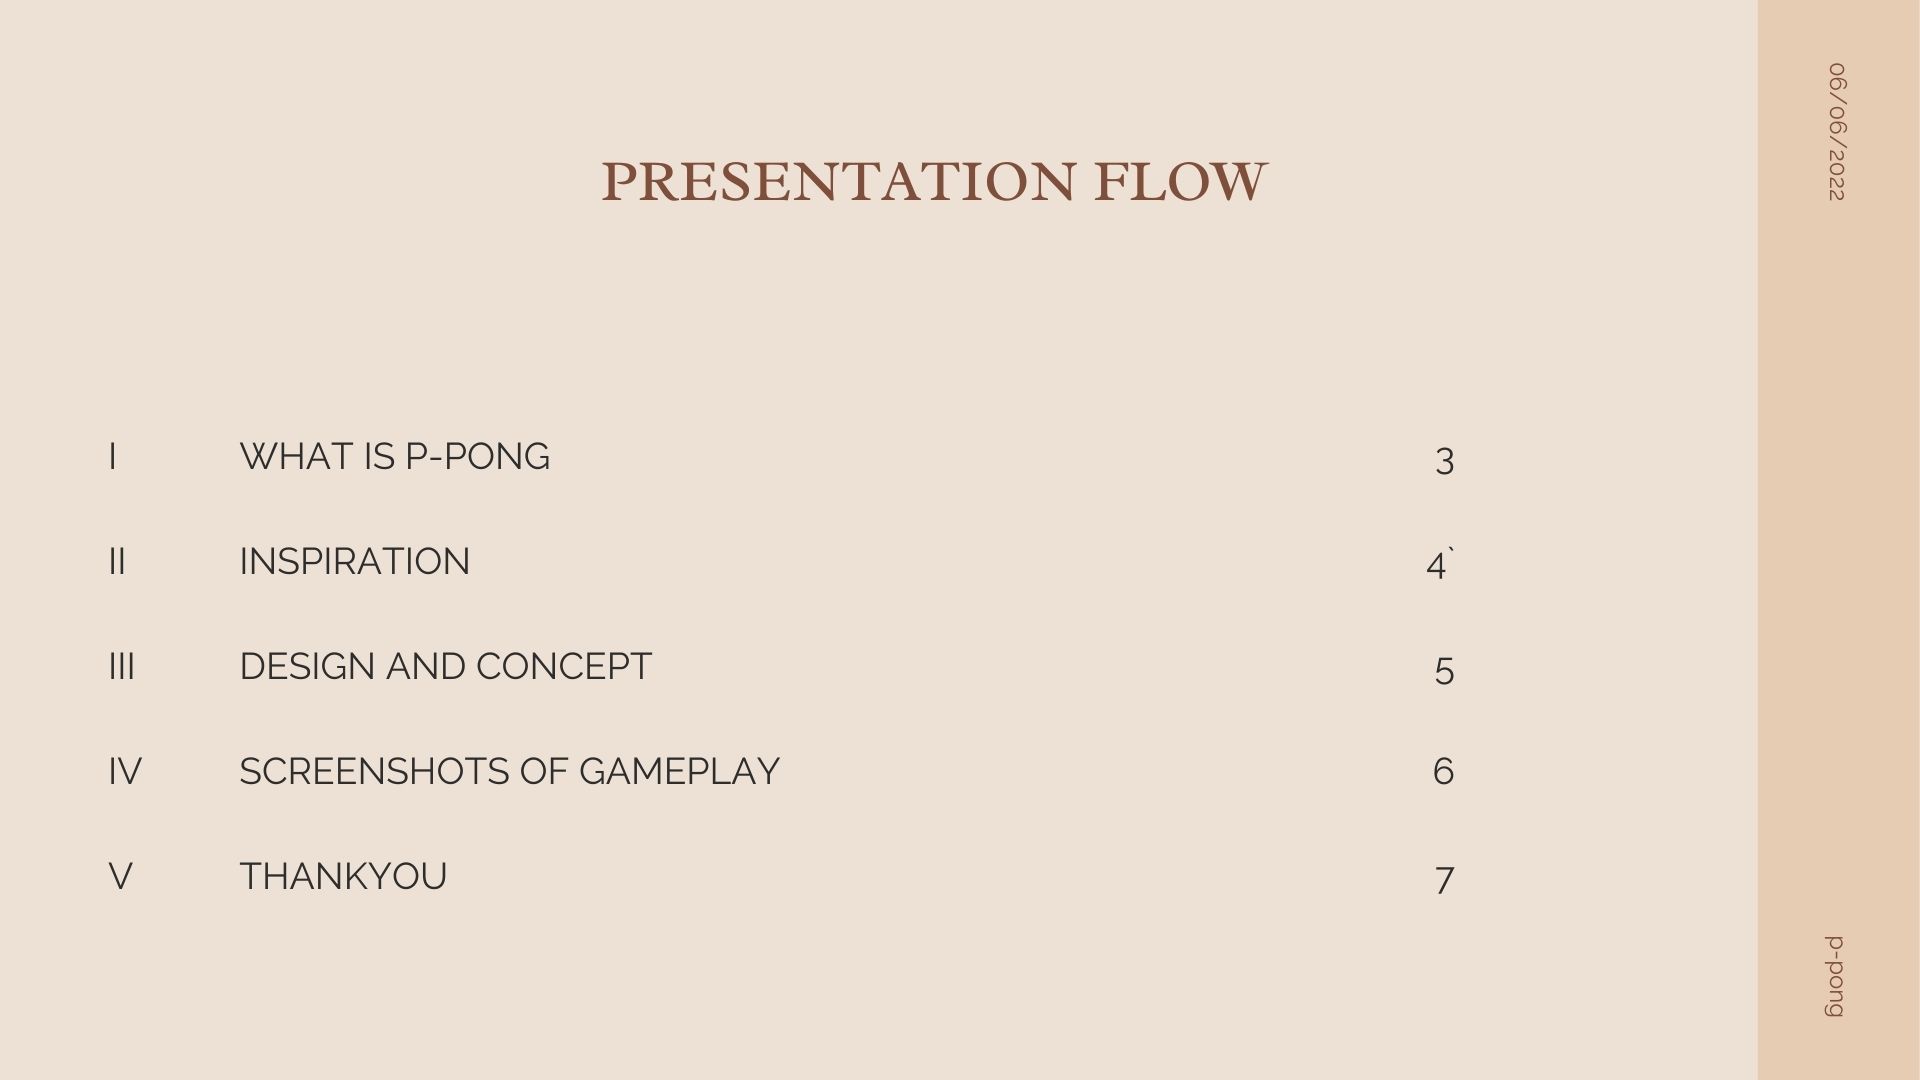 PRESENTATION FLOW
I WHAT IS P-PONG 3
II INSPIRATION 4`
III DESIGN AND CONCEPT 5
IV SCREENSHOTS OF GAMEPLAY 6
V THANKYOU 7
06/06/2022
p-pong